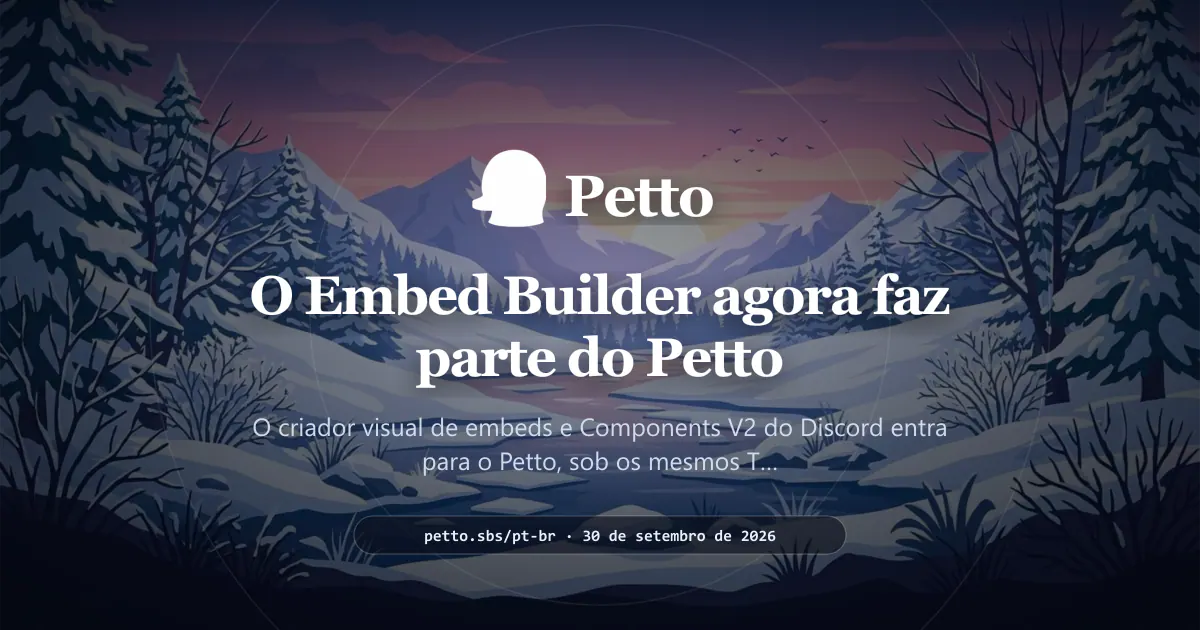 Petto
O Embed Builder agora faz
parte do Petto
O criador visual de embeds e Components V2 do Discord entra
para o Petto, sob os mesmos T...
petto.sbs/pt-br · 30 de setembro de 2026